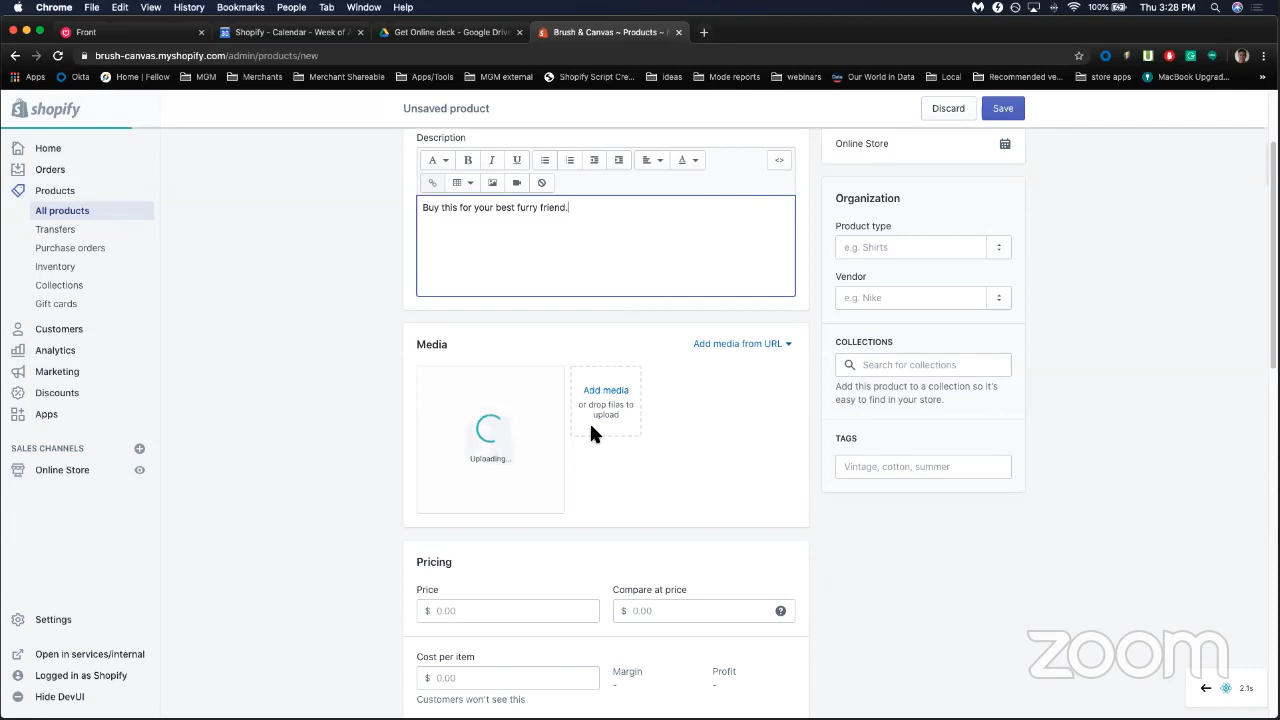 Chrome File Edit View History Bookmarks People Tab Window Help 100% Thu 3:28 PM
Front Shopify - Calendar - Week of A Get Online deck - Google Drive Brush & Canvas ~ Products ~
brush-canvas.myshopify.com/admin/products/new
Apps Okta Home | Fellow MGM Merchants Merchant Shareable Apps/Tools MGM external Shopify Script Cre... ideas Mode reports webinars Our World in Data Local Recommended ve... store apps MacBook Upgrad...
shopify
Unsaved product
Discard
Save
Home
Orders
Products
All products
Transfers
Purchase orders
Inventory
Collections
Gift cards
Customers
Analytics
Marketing
Discounts
Apps
SALES CHANNELS
Online Store
Settings
Open in services/internal
Logged in as Shopify
Hide DevUI
Description
A B I U A <>
Buy this for your best furry friend.
Media
Add media from URL
Uploading...
Add media
or drop files to
upload
Pricing
Price
Compare at price
$ 0.00
$ 0.00
Cost per item
$ 0.00
Margin
-
Profit
-
Customers won't see this
Online Store
Organization
Product type
e.g. Shirts
Vendor
e.g. Nike
COLLECTIONS
Search for collections
Add this product to a collection so it's
easy to find in your store.
TAGS
Vintage, cotton, summer
zoom
2.1s